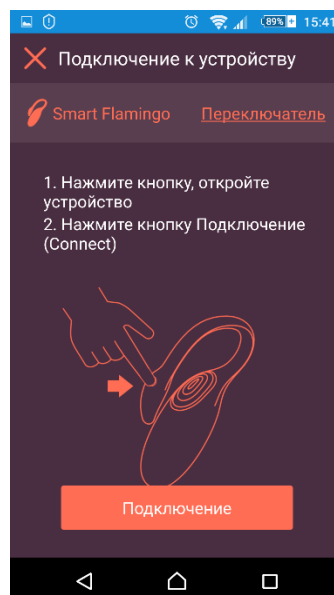 89% 15:41
Подключение к устройству
Smart Flamingo Переключатель
1. Нажмите кнопку, откройте
устройство
2. Нажмите кнопку Подключение
(Connect)
Подключение